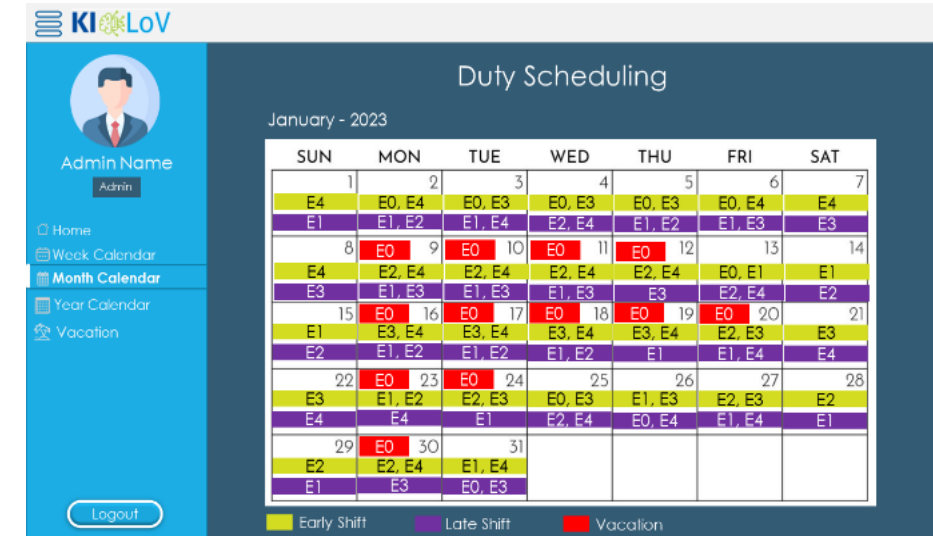 KI LoV
Duty Scheduling
January - 2023
Admin Name
Admin
Home
Week Calendar
Month Calendar
Year Calendar
Vacation
Logout
SUN MON TUE WED THU FRI SAT
1 2 3 4 5 6 7
E4 E0, E4 E0, E3 E0, E3 E0, E3 E0, E4 E4
E1 E1, E2 E1, E4 E2, E4 E1, E2 E1, E3 E3
8 E0 9 E0 10 E0 11 E0 12 13 14
E4 E2, E4 E2, E4 E2, E4 E2, E4 E0, E1 E1
E3 E1, E3 E1, E3 E1, E3 E3 E2, E4 E2
15 E0 16 E0 17 E0 18 E0 19 E0 20 21
E1 E3, E4 E3, E4 E3, E4 E3, E4 E2, E3 E3
E2 E1, E2 E1, E2 E1, E2 E1 E1, E4 E4
22 E0 23 E0 24 25 26 27 28
E3 E1, E2 E2, E3 E0, E3 E1, E3 E2, E3 E2
E4 E4 E1 E2, E4 E0, E4 E1, E4 E1
29 E0 30 31
E2 E2, E4 E1, E4
E1 E3 E0, E3
Early Shift Late Shift Vacation